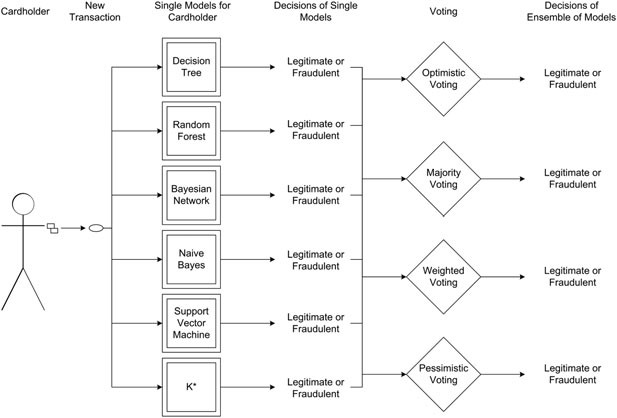 Cardholder
New
Transaction
Single Models for
Cardholder
Decisions of Single
Models
Voting
Decisions of
Ensemble of Models
Decision
Tree
Legitimate or
Fraudulent
Random
Forest
Legitimate or
Fraudulent
Bayesian
Network
Legitimate or
Fraudulent
Naive
Bayes
Legitimate or
Fraudulent
Support
Vector
Machine
Legitimate or
Fraudulent
K*
Legitimate or
Fraudulent
Optimistic
Voting
Legitimate or
Fraudulent
Majority
Voting
Legitimate or
Fraudulent
Weighted
Voting
Legitimate or
Fraudulent
Pessimistic
Voting
Legitimate or
Fraudulent